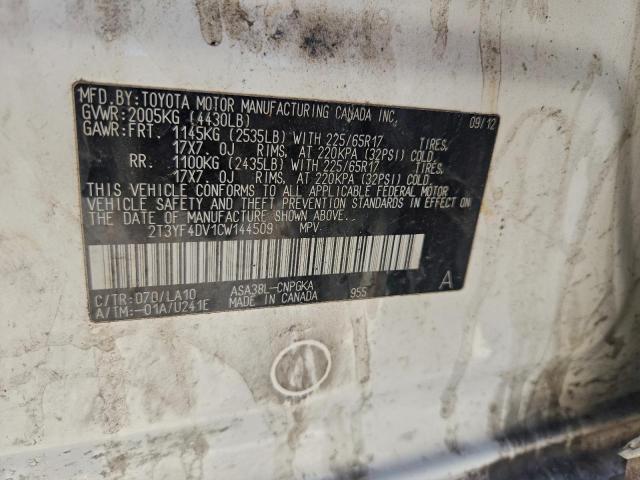 MFD.BY:TOYOTA MOTOR MANUFACTURING CANADA INC. 09/12
GVWR:2005KG (4430LB)
GAWR:FRT. 1145KG (2535LB) WITH 225/65R17 TIRES.
17X7.0J RIMS, AT 220KPA (32PSI) COLD.
RR. 1100KG (2435LB) WITH 225/65R17 TIRES.
17X7.0J RIMS, AT 220KPA (32PSI) COLD.
THIS VEHICLE CONFORMS TO ALL APPLICABLE FEDERAL MOTOR
VEHICLE SAFETY AND THEFT PREVENTION STANDARDS IN EFFECT
ON THE DATE OF MANUFACTURE SHOWN ABOVE.
2T3YF4DV1CW144509 MPV
C/TR:070/LA10 ASA38L-CNPGKA A
A/TM:-01A/U241E MADE IN CANADA 955